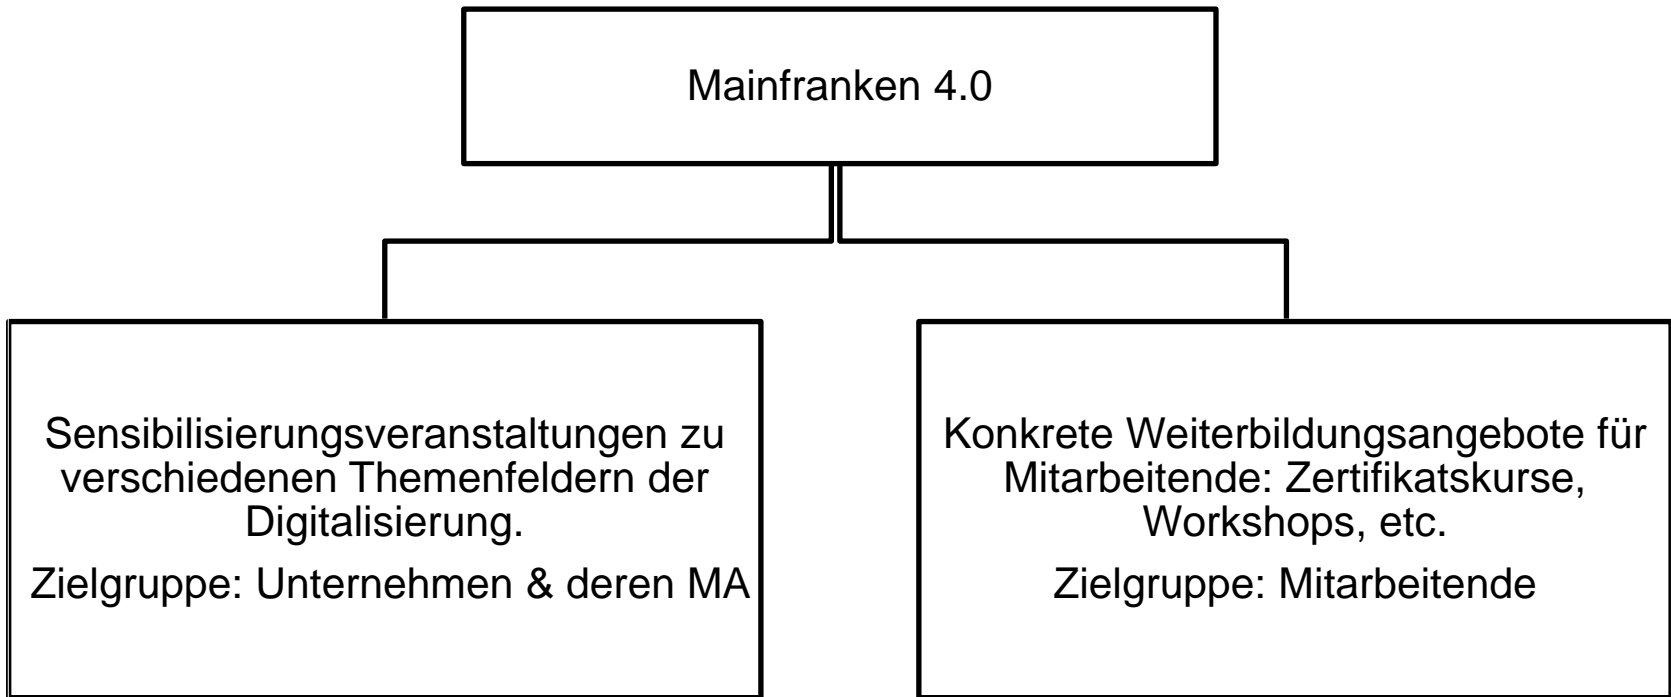 Mainfranken 4.0
Sensibilisierungsveranstaltungen zu
verschiedenen Themenfeldern der
Digitalisierung.
Zielgruppe: Unternehmen & deren MA
Konkrete Weiterbildungsangebote für
Mitarbeitende: Zertifikatskurse,
Workshops, etc.
Zielgruppe: Mitarbeitende